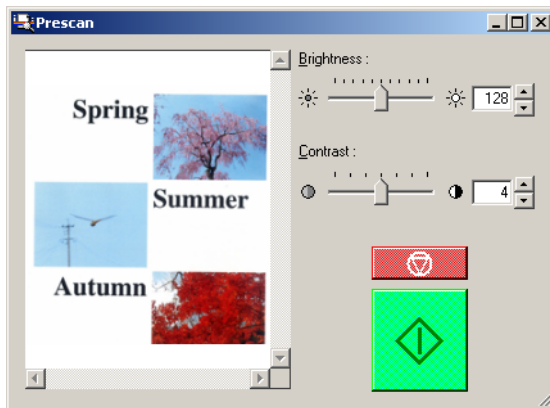 Prescan
Brightness :
128
Contrast :
4
Spring
Summer
Autumn